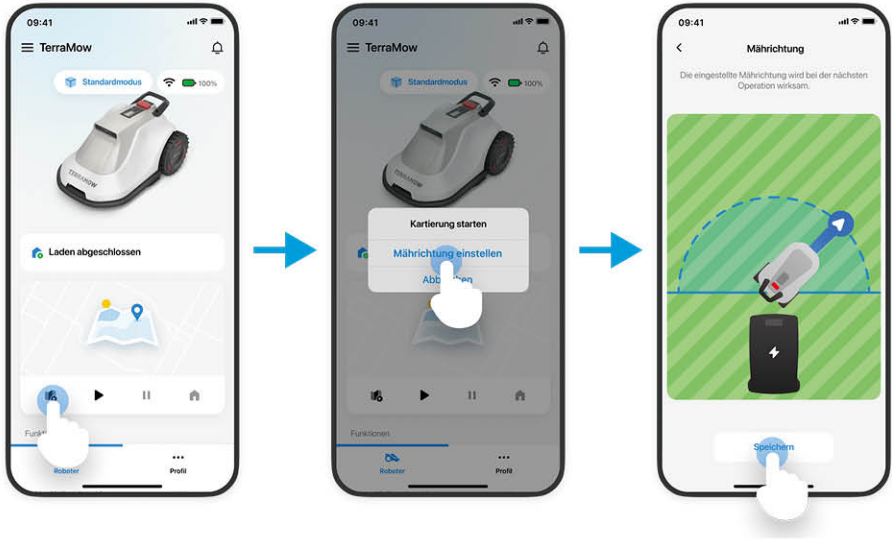 09:41
TerraMow
Standardmodus
100%
TERRAMOW
Laden abgeschlossen
Roboter
Profil
09:41
TerraMow
Standardmodus
100%
TERRAMOW
Kartierung starten
Mährichtung einstellen
Funktionen
Roboter
Profil
09:41
Mährichtung
Die eingestellte Mährichtung wird bei der nächsten
Operation wirksam.
Speichern